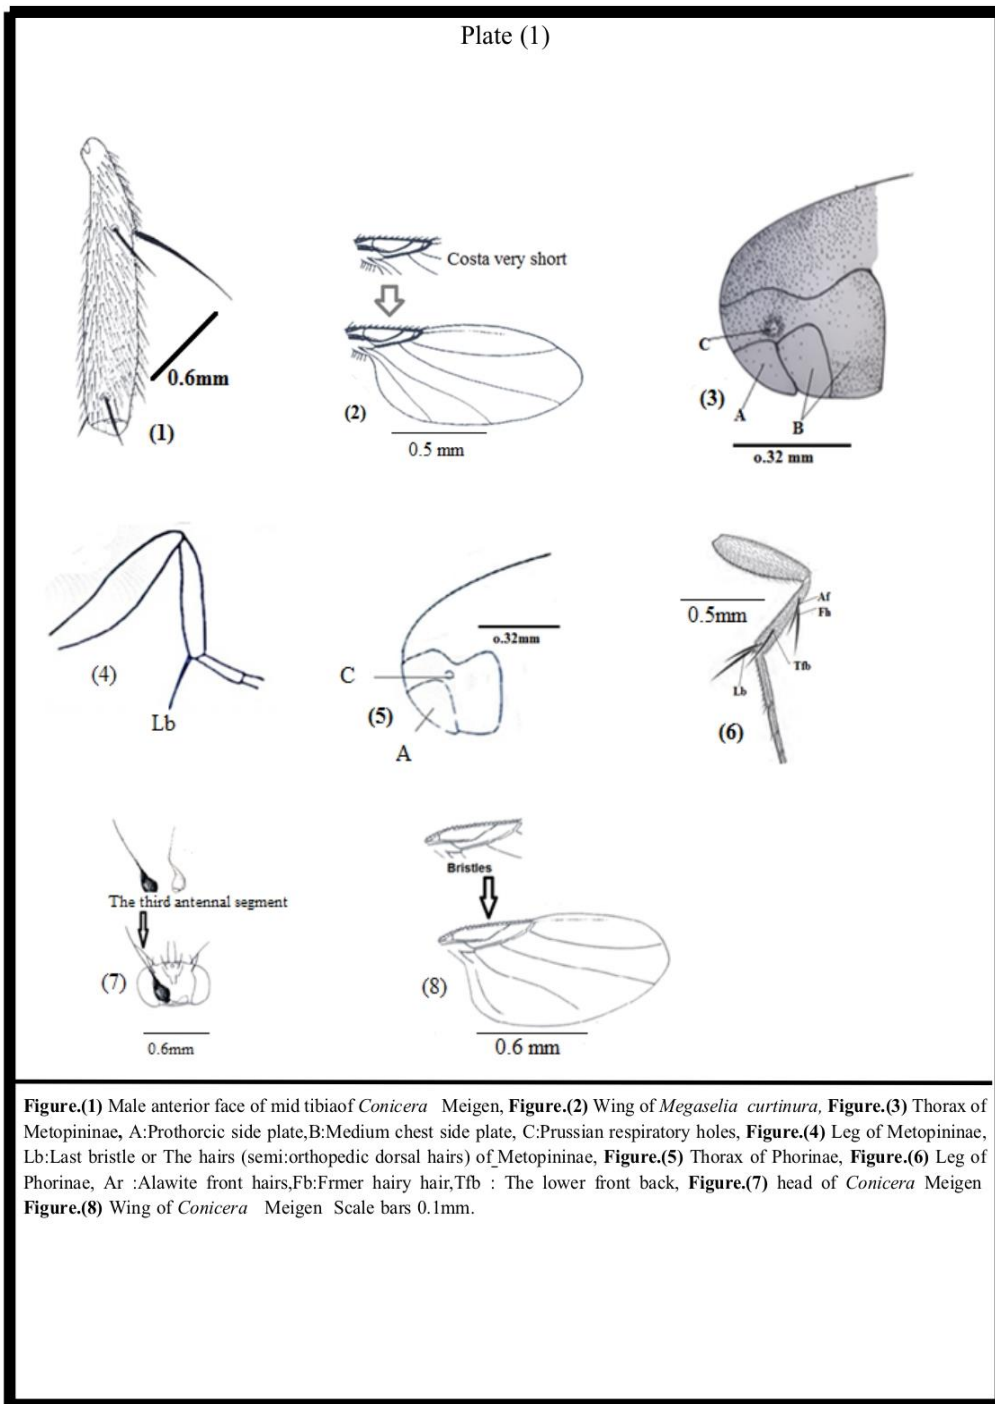 Plate (1)
0.6mm
(1)
Costa very short
(2)
0.5 mm
C
(3)
A
B
o.32 mm
(4)
Lb
o.32mm
C
(5)
A
0.5mm
Af
Fh
Tfb
Lb
(6)
The third antennal segment
(7)
0.6mm
Bristles
(8)
0.6 mm
Figure.(1) Male anterior face of mid tibiaof Conicera Meigen, Figure.(2) Wing of Megaselia curtinura, Figure.(3) Thorax of
Metopininae, A:Prothorcic side plate,B:Medium chest side plate, C:Prussian respiratory holes, Figure.(4) Leg of Metopininae,
Lb:Last bristle or The hairs (semi:orthopedic dorsal hairs) of_Metopininae, Figure.(5) Thorax of Phorinae, Figure.(6) Leg of
Phorinae, Ar :Alawite front hairs,Fb:Frmer hairy hair,Tfb : The lower front back, Figure.(7) head of Conicera Meigen
Figure.(8) Wing of Conicera Meigen Scale bars 0.1mm.